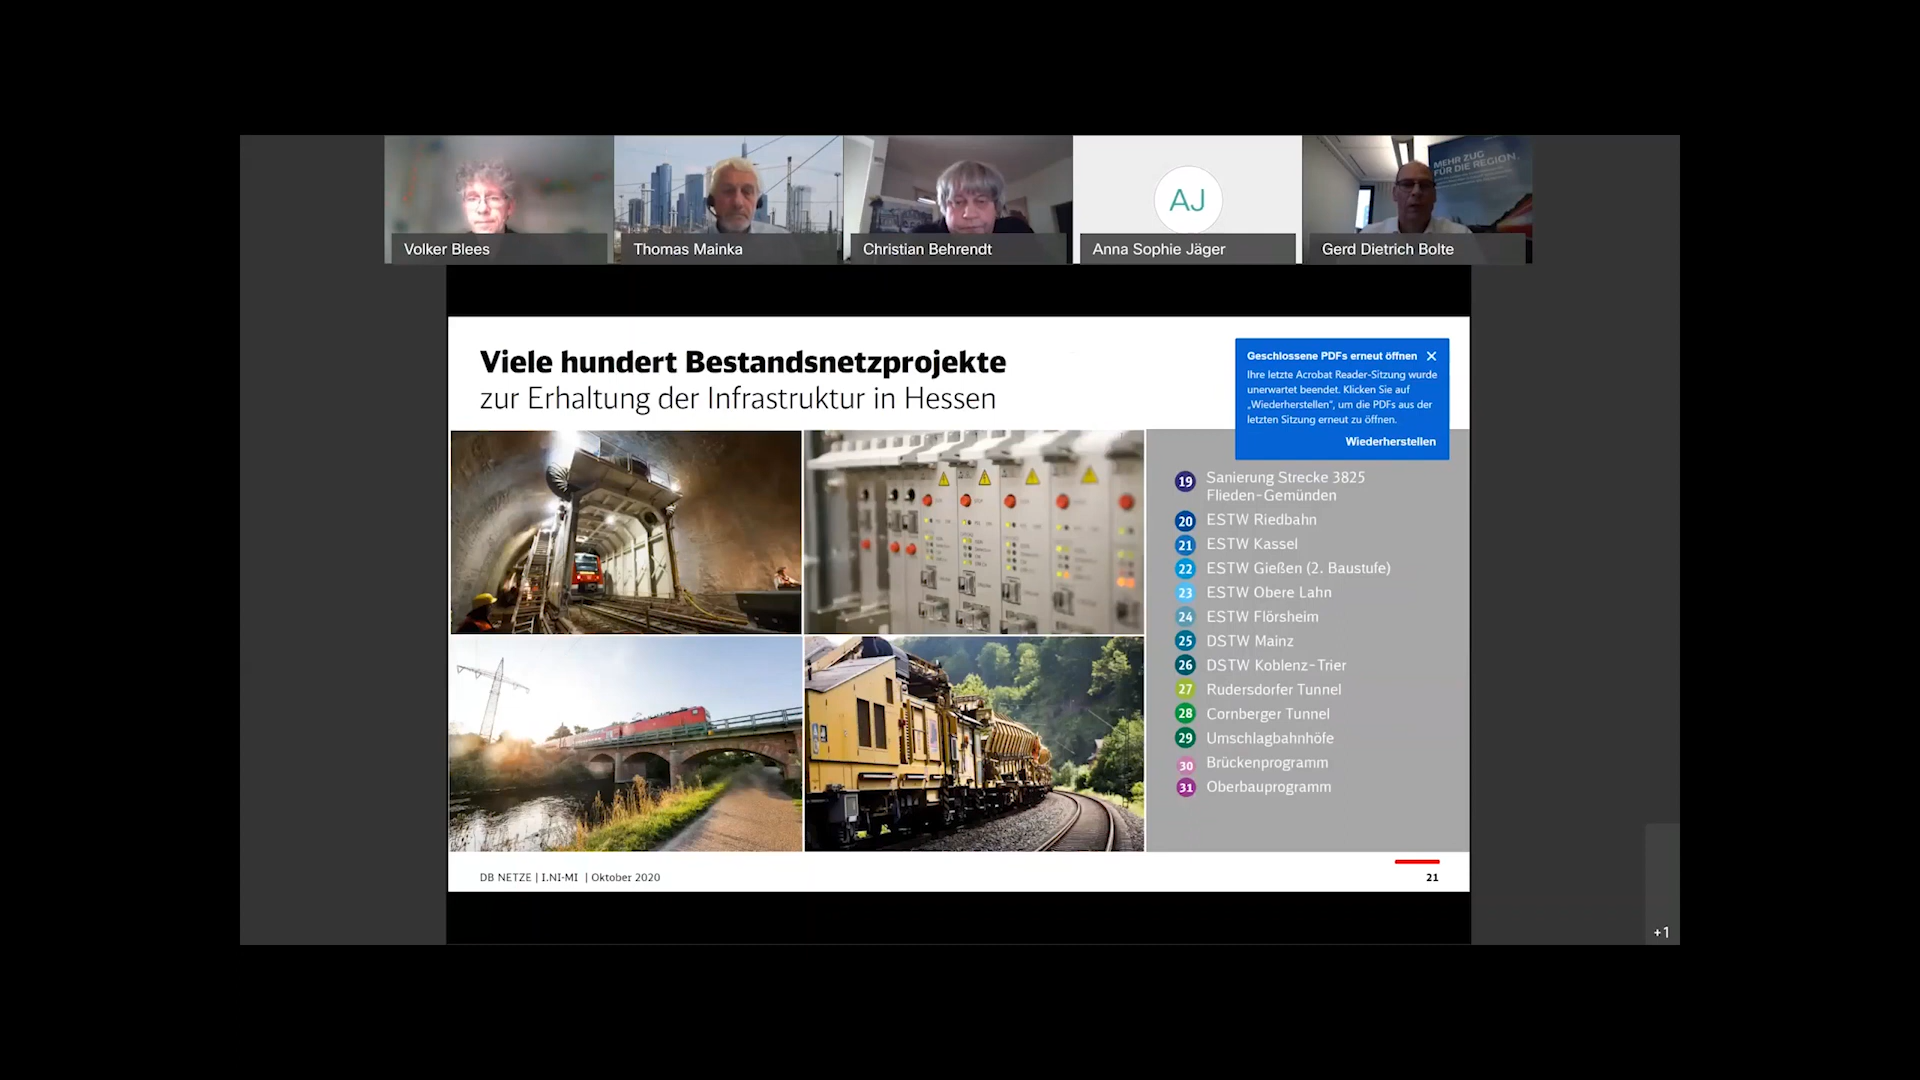 MEHR ZUG
FÜR DIE REGION.
AJ
Volker Blees
Thomas Mainka
Christian Behrendt
Anna Sophie Jäger
Gerd Dietrich Bolte
Viele hundert Bestandsnetzprojekte
zur Erhaltung der Infrastruktur in Hessen
Geschlossene PDFs erneut öffnen
Ihre letzte Acrobat Reader-Sitzung wurde
unerwartet beendet. Klicken Sie auf
„Wiederherstellen“, um die PDFs aus der
letzten Sitzung erneut zu öffnen.
Wiederherstellen
19 Sanierung Strecke 3825
Flieden-Gemünden
20 ESTW Riedbahn
21 ESTW Kassel
22 ESTW Gießen (2. Baustufe)
23 ESTW Obere Lahn
24 ESTW Flörsheim
25 DSTW Mainz
26 DSTW Koblenz-Trier
27 Rudersdorfer Tunnel
28 Cornberger Tunnel
29 Umschlagbahnhöfe
30 Brückenprogramm
31 Oberbauprogramm
DB NETZE | I.NI-MI | Oktober 2020
21
+1